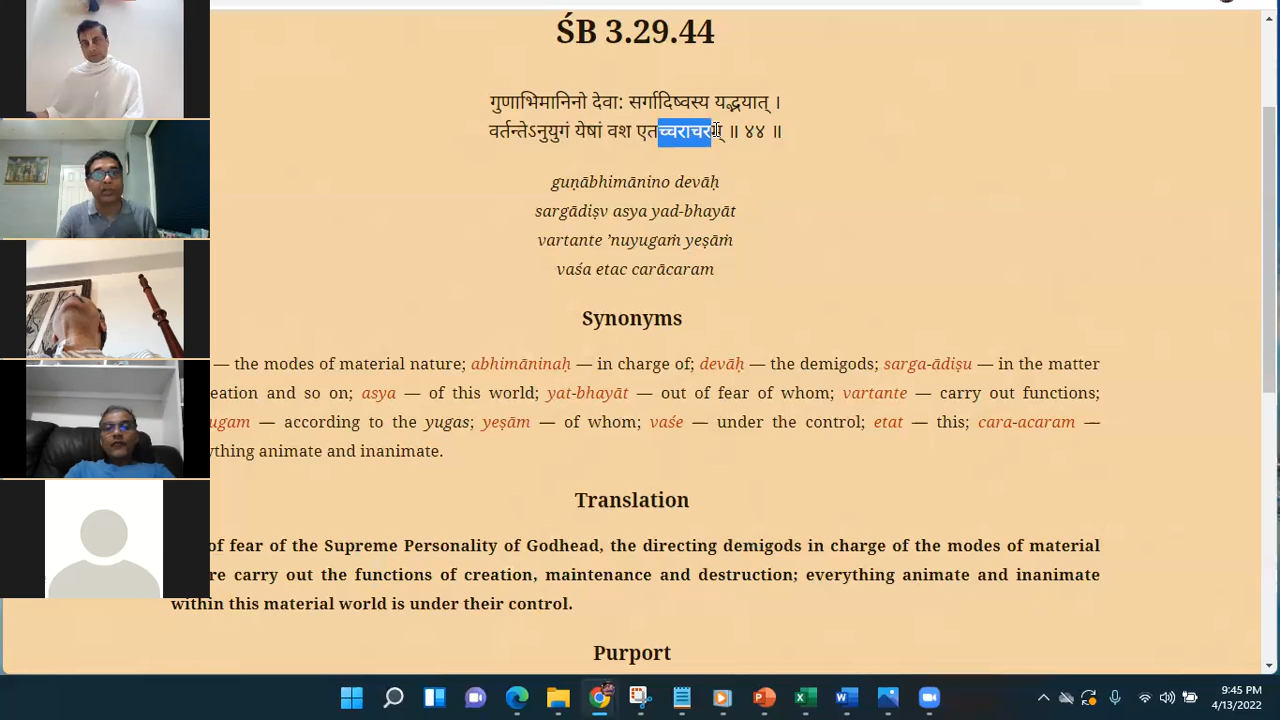 ŚB 3.29.44
गुणाभिमानिनो देवा: सर्गादिष्वस्य यद्भयात् ।
वर्तन्तेऽनुयुगं येषां वश एतच्चराचरम् ॥ ४४ ॥
guṇābhimānino devāḥ
sargādiṣv asya yad-bhayāt
vartante ’nuyugaṁ yeṣāṁ
vaśa etac carācaram
Synonyms
— the modes of material nature; abhimāninaḥ — in charge of; devāḥ — the demigods; sarga-ādiṣu — in the matter
eation and so on; asya — of this world; yat-bhayāt — out of fear of whom; vartante — carry out functions;
ugam — according to the yugas; yeṣām — of whom; vaśe — under the control; etat — this; cara-acaram —
ything animate and inanimate.
Translation
of fear of the Supreme Personality of Godhead, the directing demigods in charge of the modes of material
re carry out the functions of creation, maintenance and destruction; everything animate and inanimate
within this material world is under their control.
Purport
9:45 PM
4/13/2022